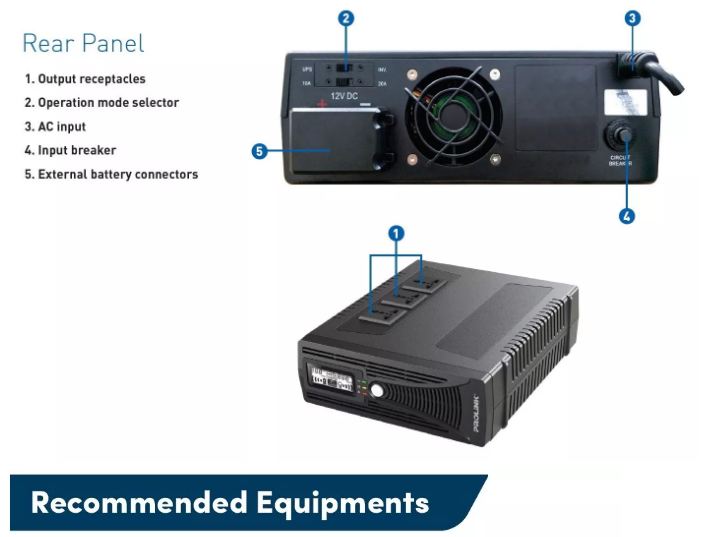 Rear Panel
1. Output receptacles
2. Operation mode selector
3. AC input
4. Input breaker
5. External battery connectors
2
3
UPS INV.
10A 20A
12V DC
+ −
5
CIRCUIT
BREAKER
4
1
PROLINK
Recommended Equipments